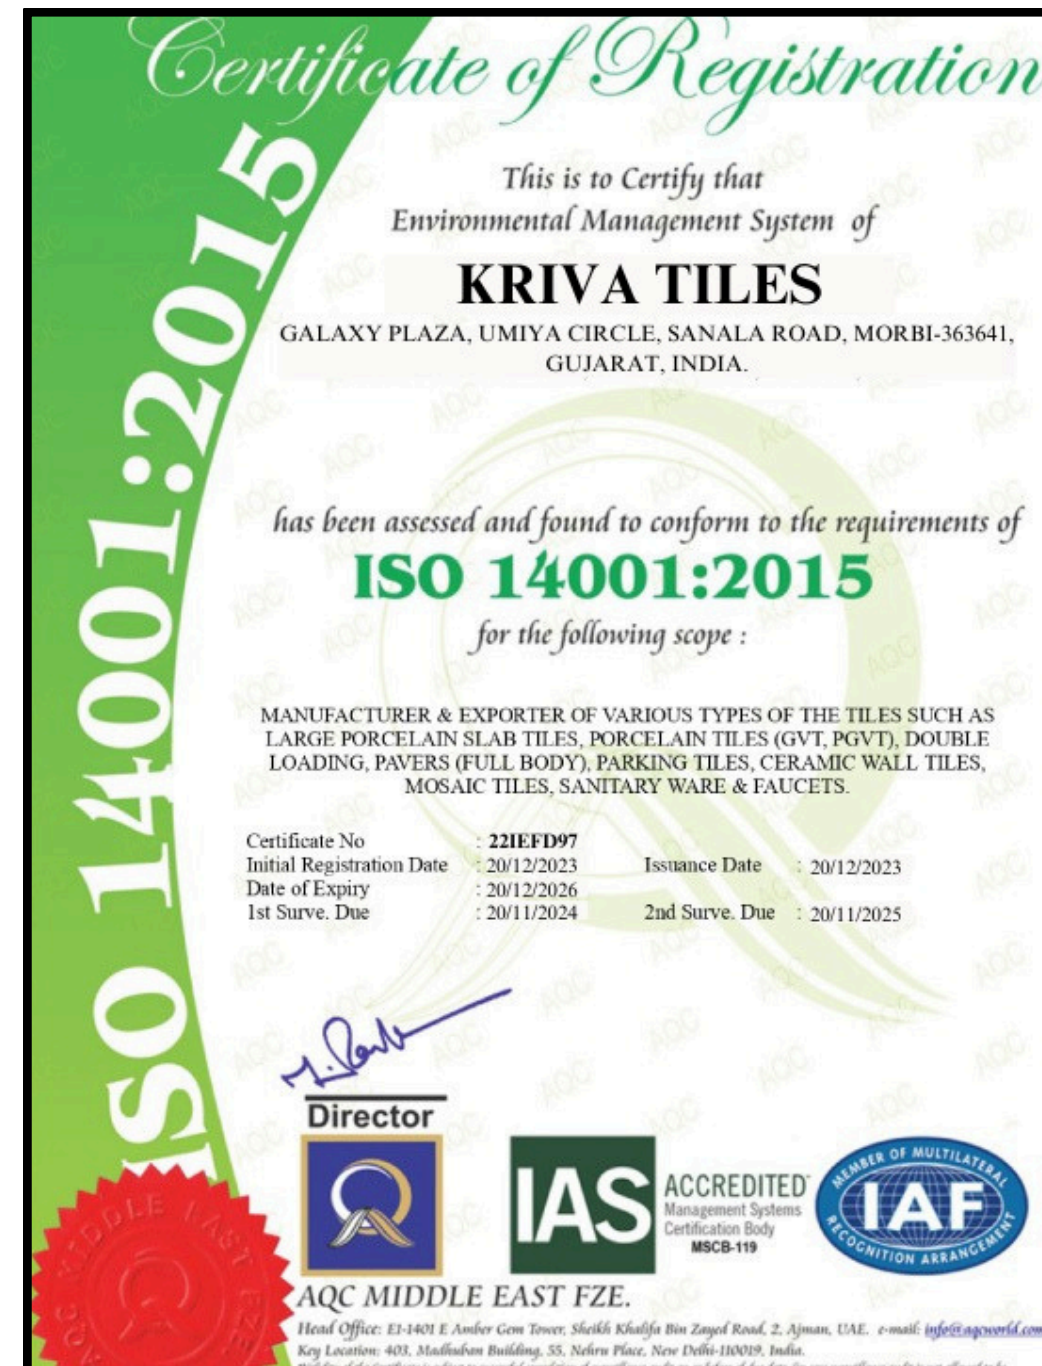 Certificate of Registration
ISO 14001:2015
This is to Certify that
Environmental Management System of
KRIVA TILES
GALAXY PLAZA, UMIYA CIRCLE, SANALA ROAD, MORBI-363641,
GUJARAT, INDIA.
has been assessed and found to conform to the requirements of
ISO 14001:2015
for the following scope :
MANUFACTURER & EXPORTER OF VARIOUS TYPES OF THE TILES SUCH AS
LARGE PORCELAIN SLAB TILES, PORCELAIN TILES (GVT, PGVT), DOUBLE
LOADING, PAVERS (FULL BODY), PARKING TILES, CERAMIC WALL TILES,
MOSAIC TILES, SANITARY WARE & FAUCETS.
Certificate No : 22IEFD97
Initial Registration Date : 20/12/2023 Issuance Date : 20/12/2023
Date of Expiry : 20/12/2026
1st Surve. Due : 20/11/2024 2nd Surve. Due : 20/11/2025
Director
IAS ACCREDITED
Management Systems
Certification Body
MSCB-119
MEMBER OF MULTILATERAL
IAF
RECOGNITION ARRANGEMENT
AQC MIDDLE EAST FZE
AQC MIDDLE EAST FZE.
Head Office: E1-1401 E Amber Gem Tower, Sheikh Khalifa Bin Zayed Road, 2, Ajman, UAE. e-mail: info@aqcworld.com
Key Location: 403, Madhuban Building, 55, Nehru Place, New Delhi-110019, India.